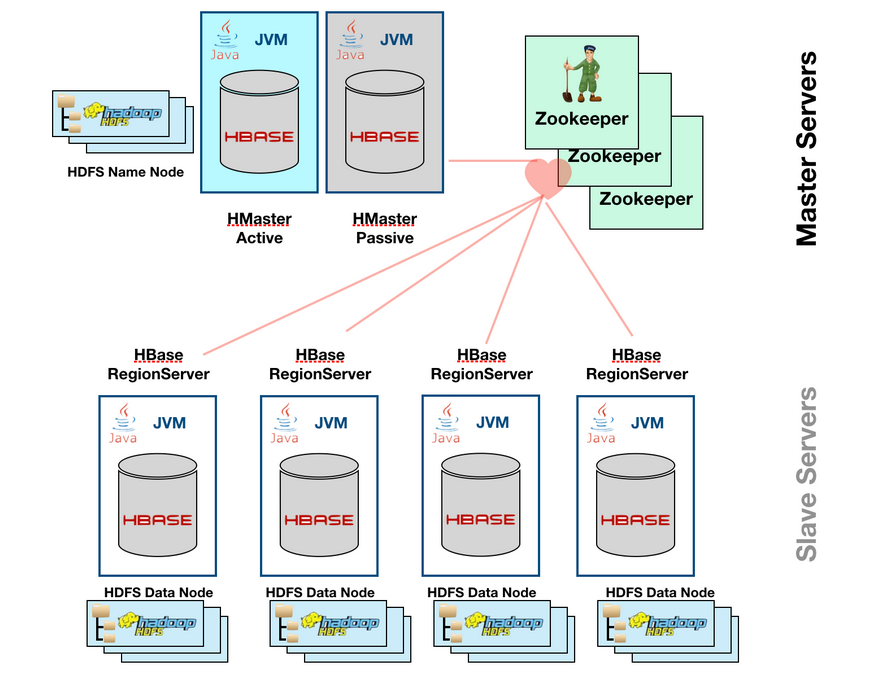 Java
JVM
HBASE
Java
JVM
HBASE
hadoop
HDFS
HDFS Name Node
HMaster
Active
HMaster
Passive
Zookeeper
Zookeeper
Zookeeper
Master Servers
HBase
RegionServer
HBase
RegionServer
HBase
RegionServer
HBase
RegionServer
Java
JVM
HBASE
Java
JVM
HBASE
Java
JVM
HBASE
Java
JVM
HBASE
Slave Servers
HDFS Data Node
hadoop
HDFS
HDFS Data Node
hadoop
HDFS
HDFS Data Node
hadoop
HDFS
HDFS Data Node
hadoop
HDFS